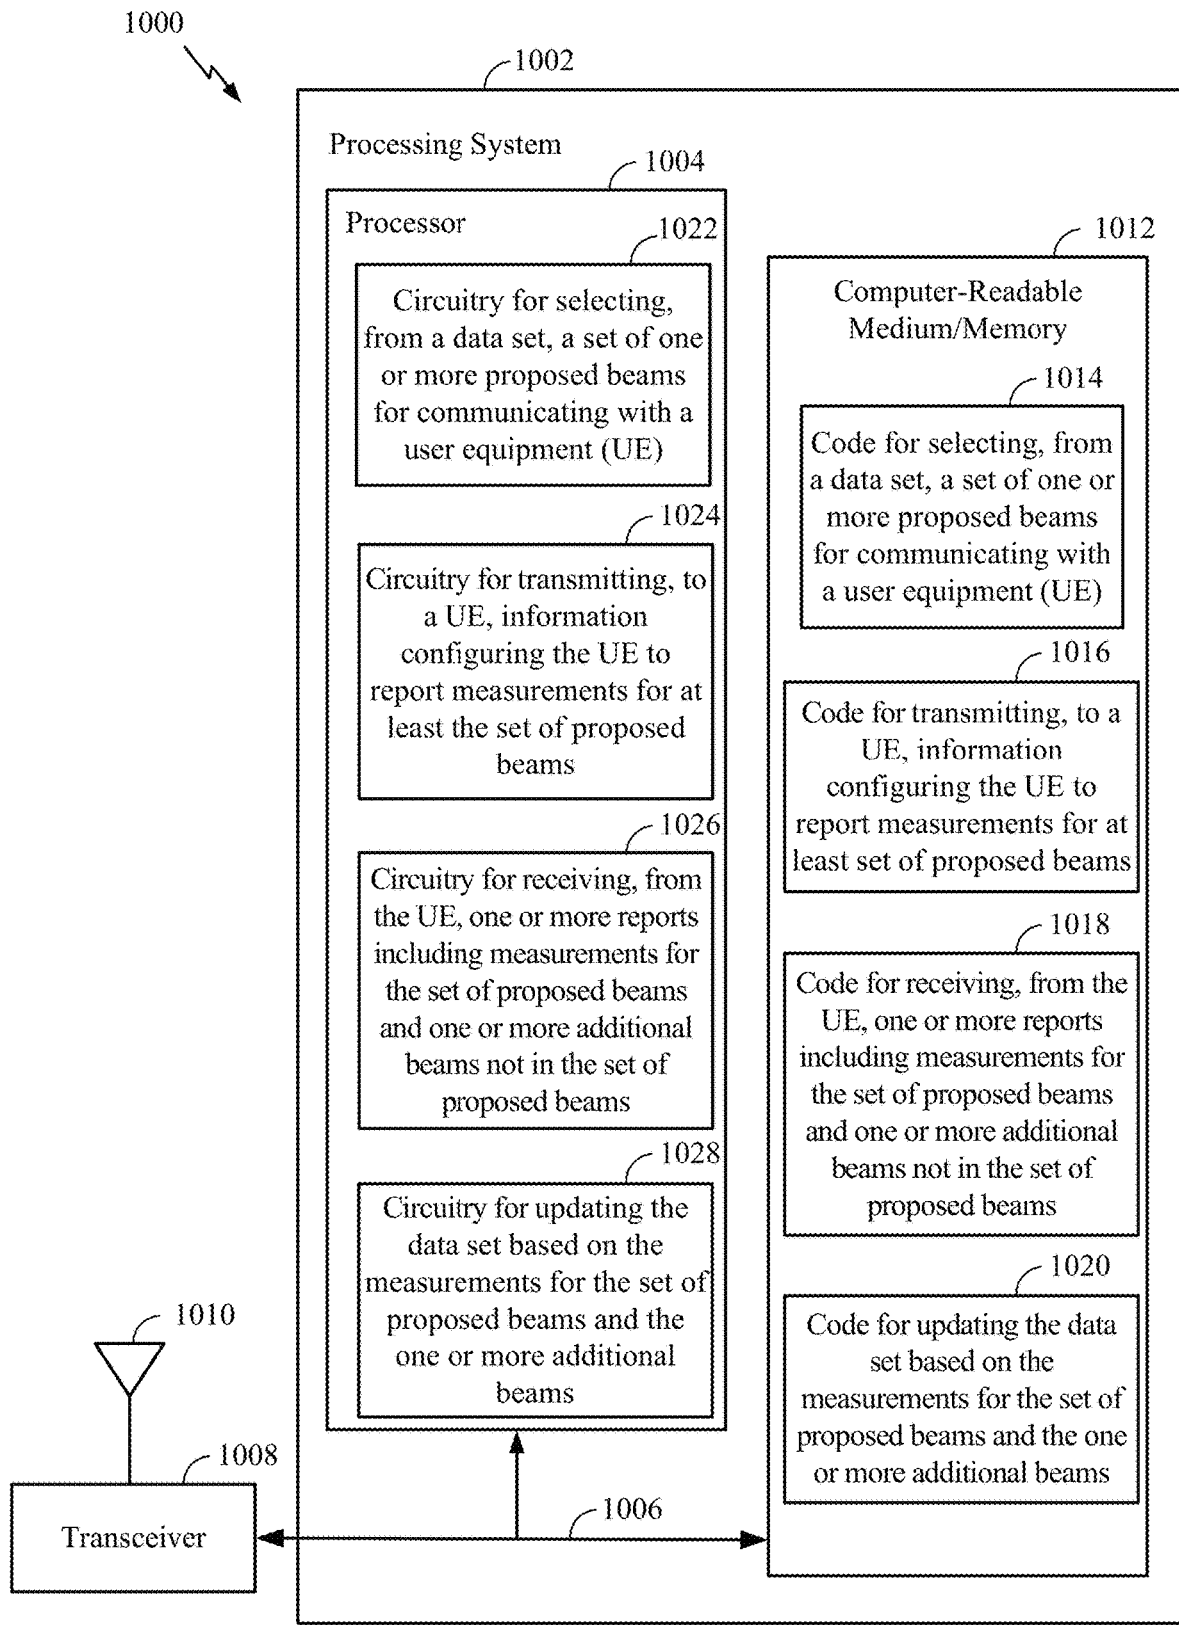 1000
1002
Processing System
1004
Processor
1022
Circuitry for selecting,
from a data set, a set of one
or more proposed beams
for communicating with a
user equipment (UE)
1024
Circuitry for transmitting, to
a UE, information
configuring the UE to
report measurements for at
least the set of proposed
beams
1026
Circuitry for receiving, from
the UE, one or more reports
including measurements for
the set of proposed beams
and one or more additional
beams not in the set of
proposed beams
1028
Circuitry for updating the
data set based on the
measurements for the set of
proposed beams and the
one or more additional
beams
1012
Computer-Readable
Medium/Memory
1014
Code for selecting, from
a data set, a set of one or
more proposed beams
for communicating with
a user equipment (UE)
1016
Code for transmitting, to a
UE, information
configuring the UE to
report measurements for at
least set of proposed beams
1018
Code for receiving, from the
UE, one or more reports
including measurements for
the set of proposed beams
and one or more additional
beams not in the set of
proposed beams
1020
Code for updating the data
set based on the
measurements for the set of
proposed beams and the one
or more additional beams
1010
1008
Transceiver
1006